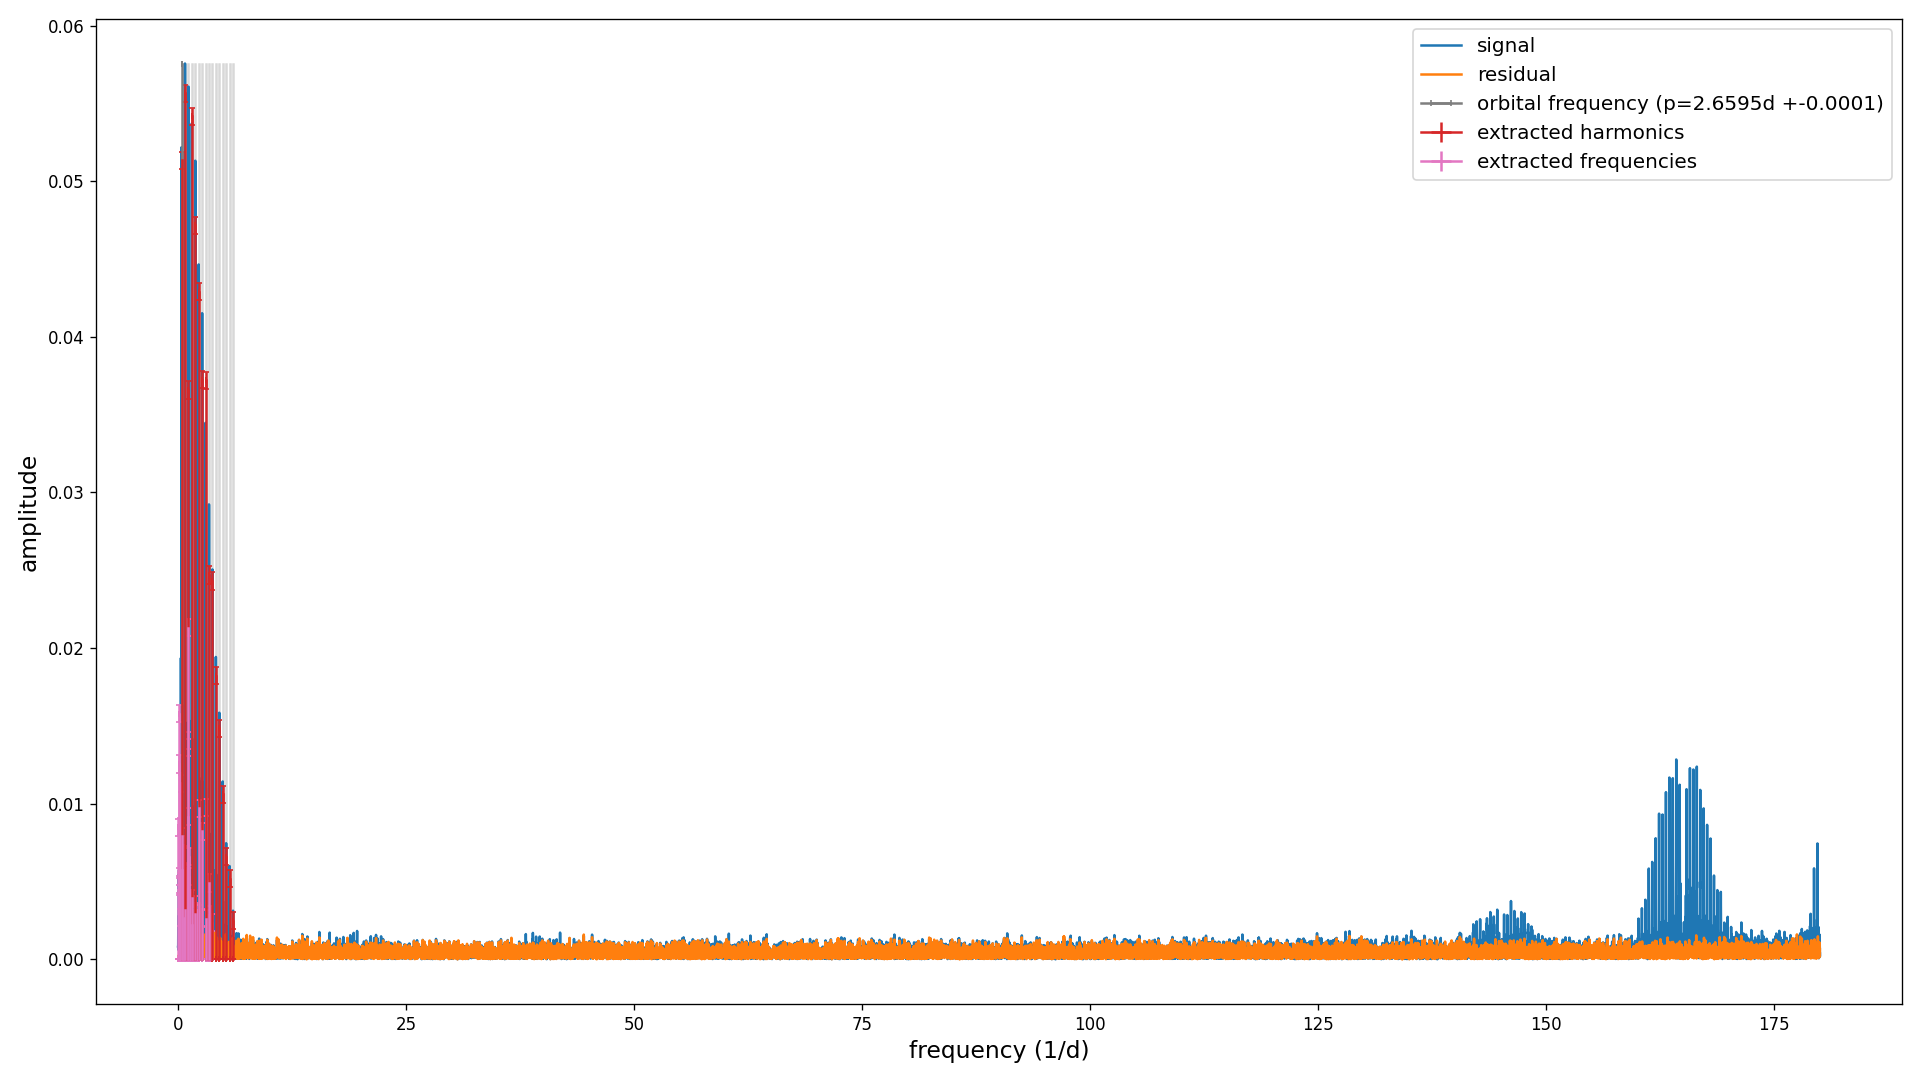 0.06
0.05
0.04
0.03
0.02
0.01
0.00
amplitude
signal
residual
orbital frequency (p=2.6595d +-0.0001)
extracted harmonics
extracted frequencies
0 25 50 75 100 125 150 175
frequency (1/d)